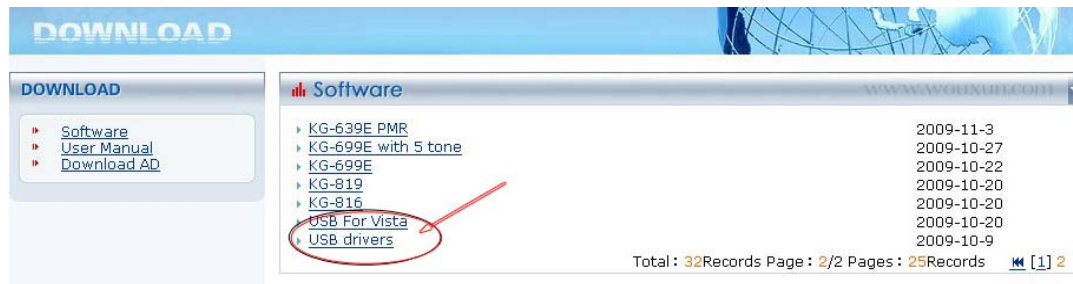 DOWNLOAD
DOWNLOAD
Software
User Manual
Download AD
Software
www.wouxun.com
KG-639E PMR 2009-11-3
KG-699E with 5 tone 2009-10-27
KG-699E 2009-10-22
KG-819 2009-10-20
KG-816 2009-10-20
USB For Vista 2009-10-20
USB drivers 2009-10-9
Total: 32Records Page: 2/2 Pages: 25Records [1] 2